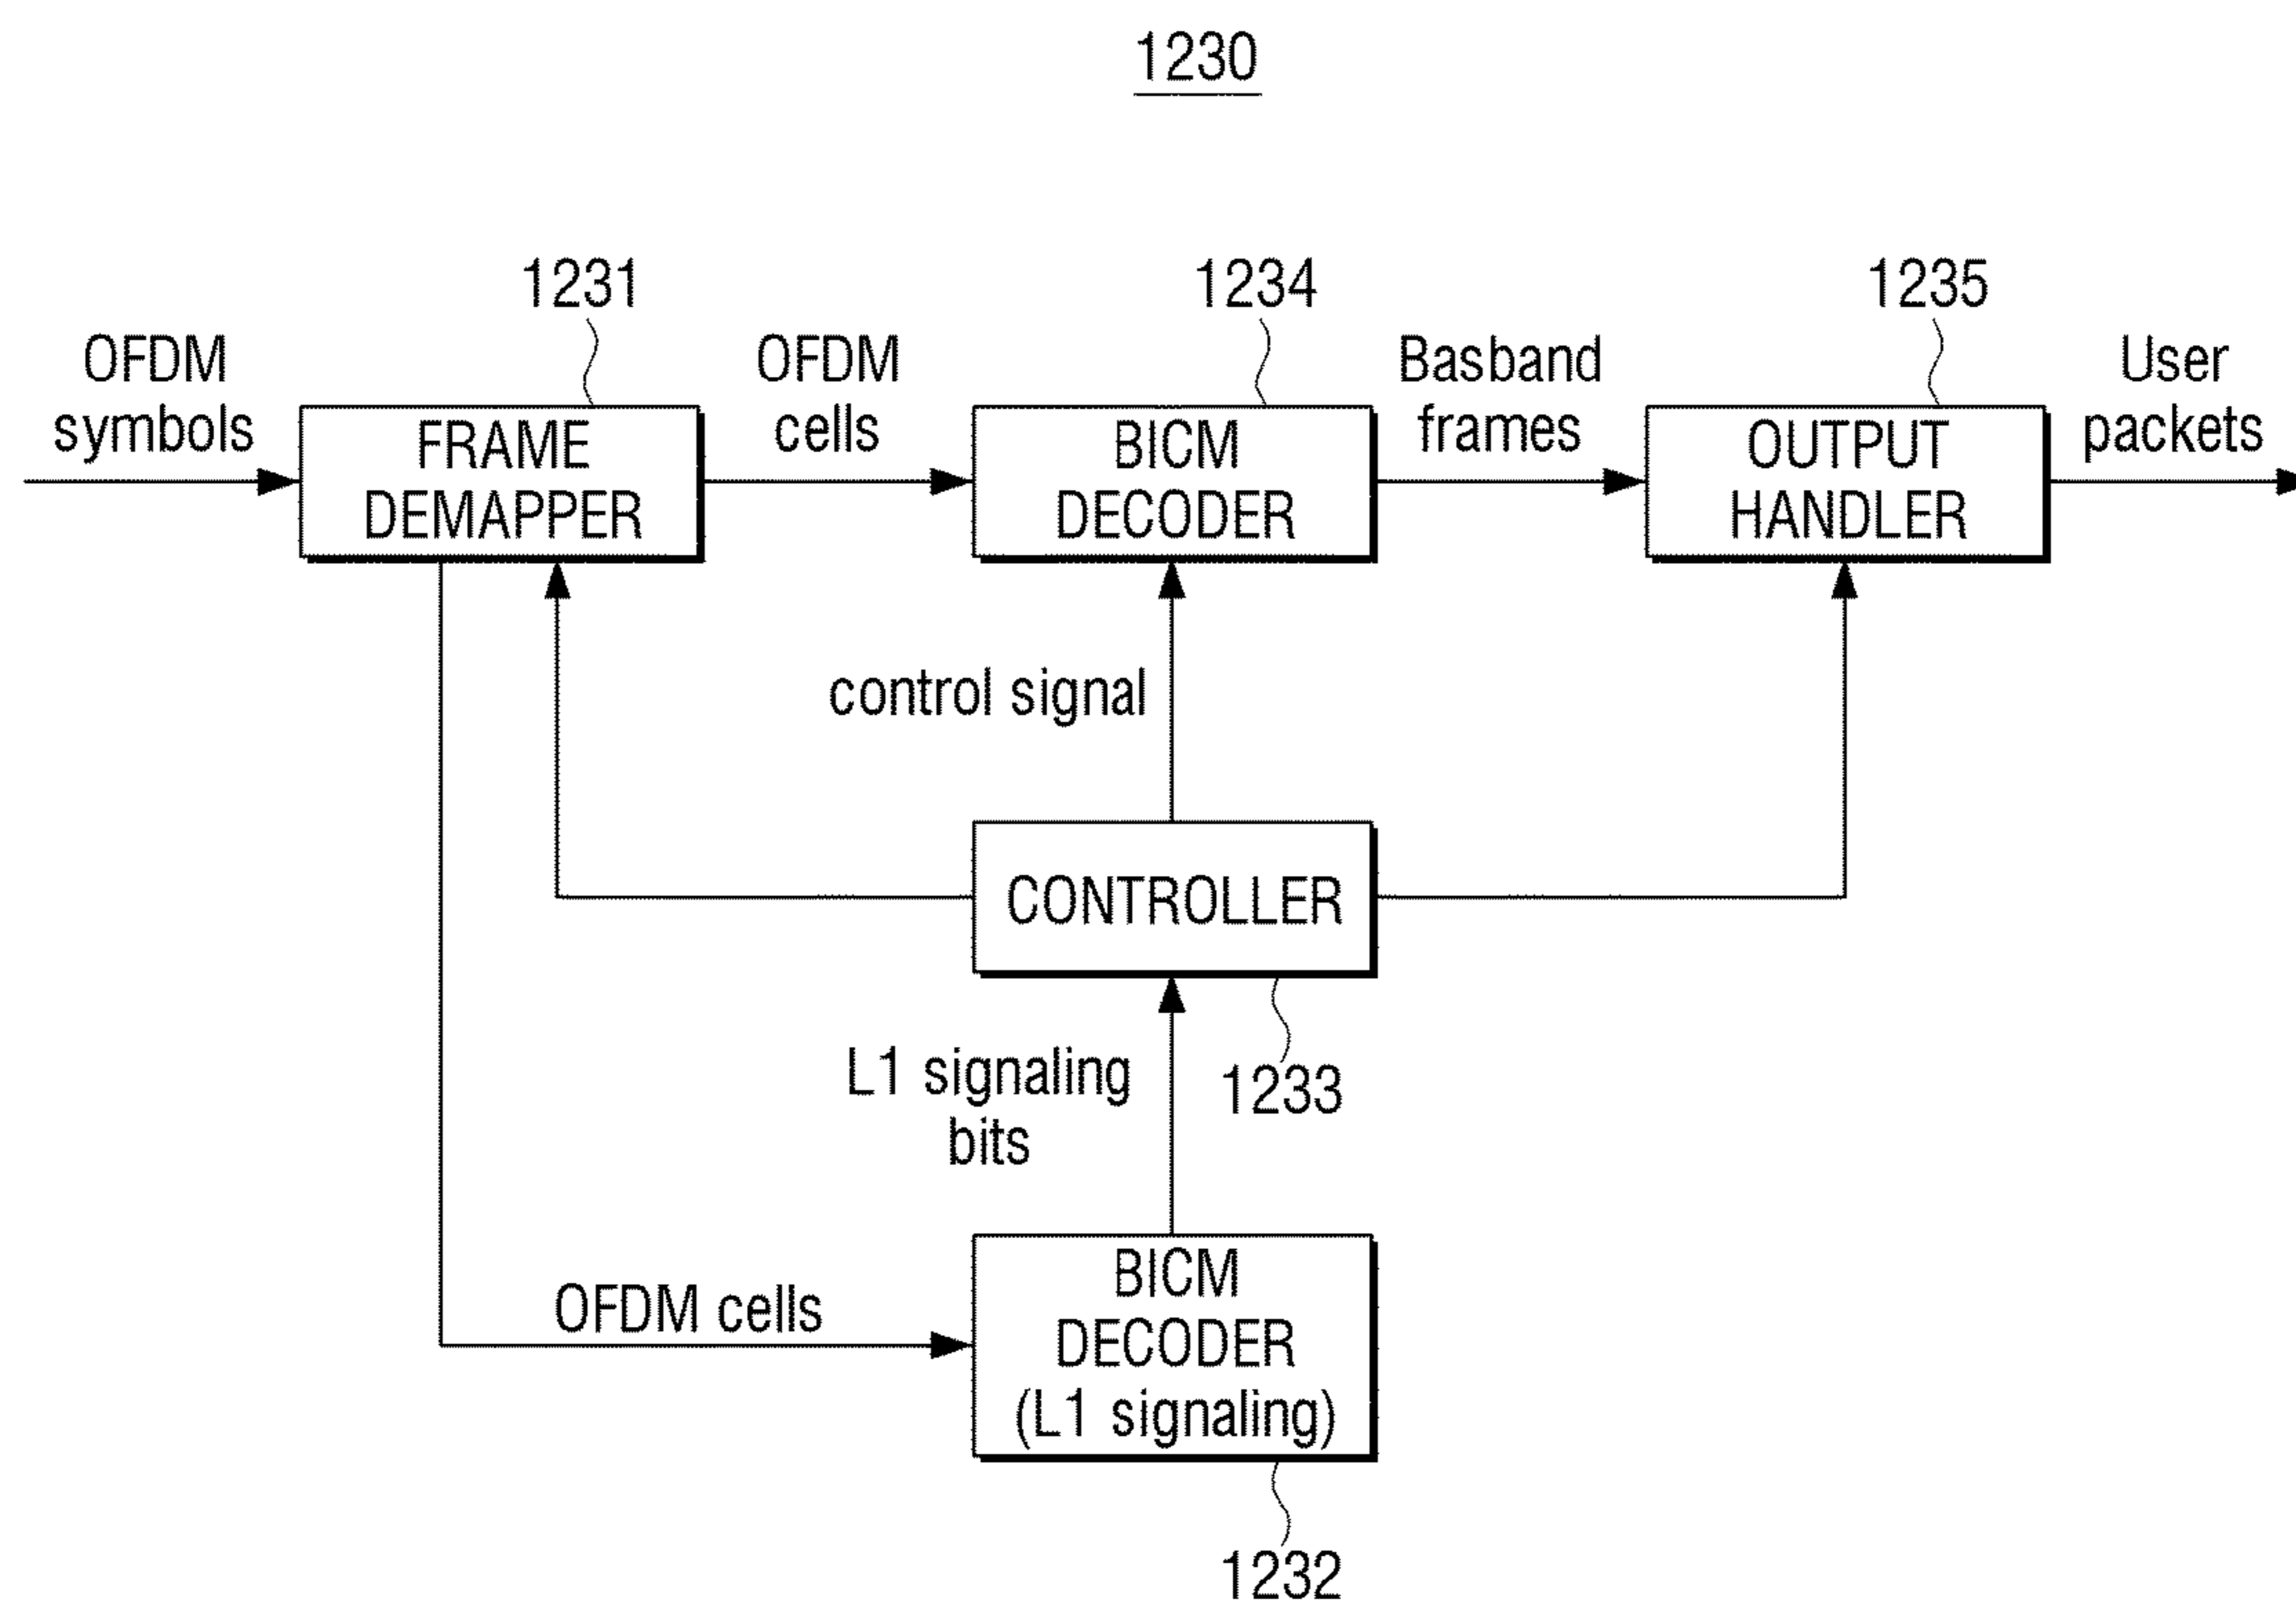 1230
1231
1234
1235
OFDM
symbols
FRAME
DEMAPPER
OFDM
cells
BICM
DECODER
Basband
frames
OUTPUT
HANDLER
User
packets
control signal
CONTROLLER
L1 signaling
bits
1233
OFDM cells
BICM
DECODER
(L1 signaling)
1232